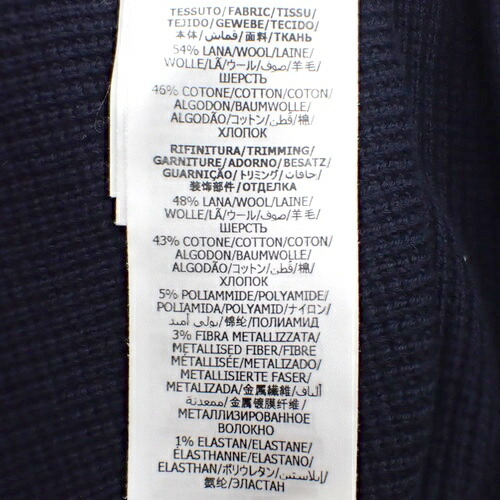 TESSUTO/FABRIC/TISSU/
TEJIDO/GEWEBE/TECIDO/
本体/قماش/面料/ТКАНЬ
54% LANA/WOOL/LAINE/
WOLLE/LÃ/ウール/صوف/羊毛/
ШЕРСТЬ
46% COTONE/COTTON/COTON/
ALGODON/BAUMWOLLE/
ALGODÃO/コットン/قطن/棉/
ХЛОПОК
RIFINITURA/TRIMMING/
GARNITURE/ADORNO/BESATZ/
GUARNIÇÃO/トリミング/حافات/
装饰部件/ОТДЕЛКА
48% LANA/WOOL/LAINE/
WOLLE/LÃ/ウール/صوف/羊毛/
ШЕРСТЬ
43% COTONE/COTTON/COTON/
ALGODON/BAUMWOLLE/
ALGODÃO/コットン/قطن/棉/
ХЛОПОК
5% POLIAMMIDE/POLYAMIDE/
POLIAMIDA/POLYAMID/ナイロン/
بولي أميد/锦纶/ПОЛИАМИД
3% FIBRA METALLIZZATA/
METALLISED FIBER/FIBRE
MÉTALLISÉE/METALIZADO/
METALLISIERTE FASER/
METALIZADA/金属繊維/ألياف
معدنية/金属镀膜纤维/
МЕТАЛЛИЗИРОВАННОЕ
ВОЛОКНО
1% ELASTAN/ELASTANE/
ÉLASTHANNE/ELASTANO/
ELASTHAN/ポリウレタン/إيلاستين/
氨纶/ЭЛАСТАН